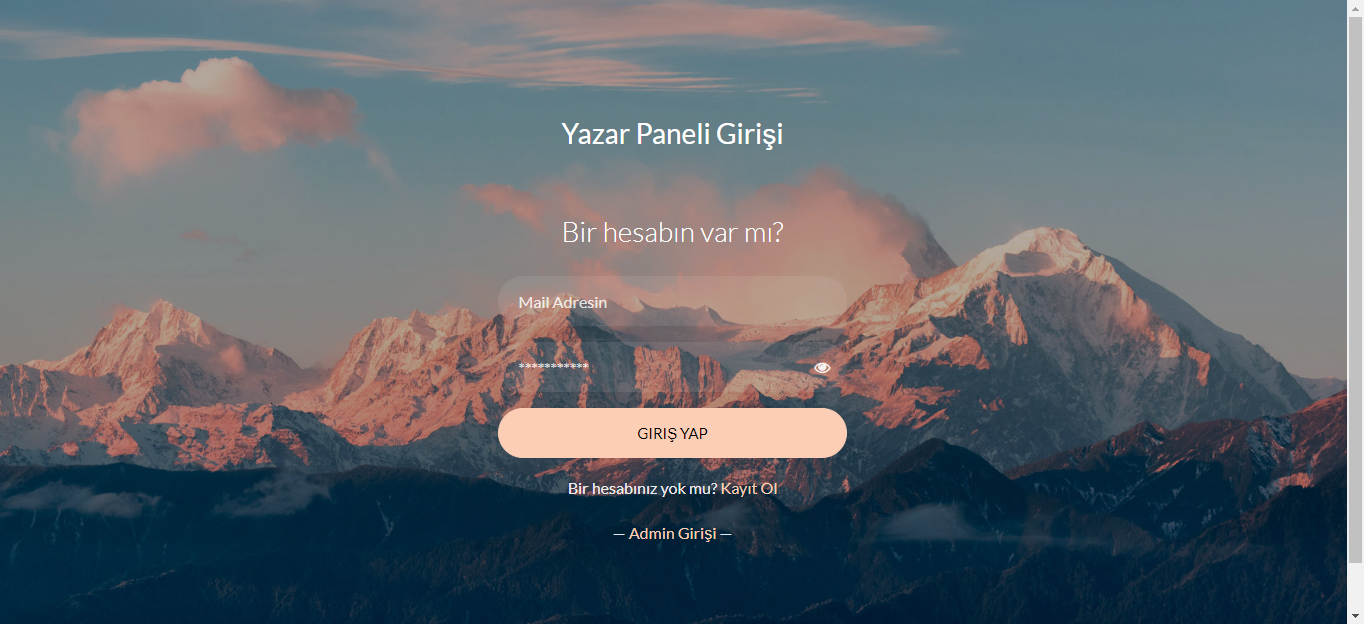 Yazar Paneli Girişi
Bir hesabın var mı?
Mail Adresin
***********
GIRIŞ YAP
Bir hesabınız yok mu? Kayıt Ol
— Admin Girişi —